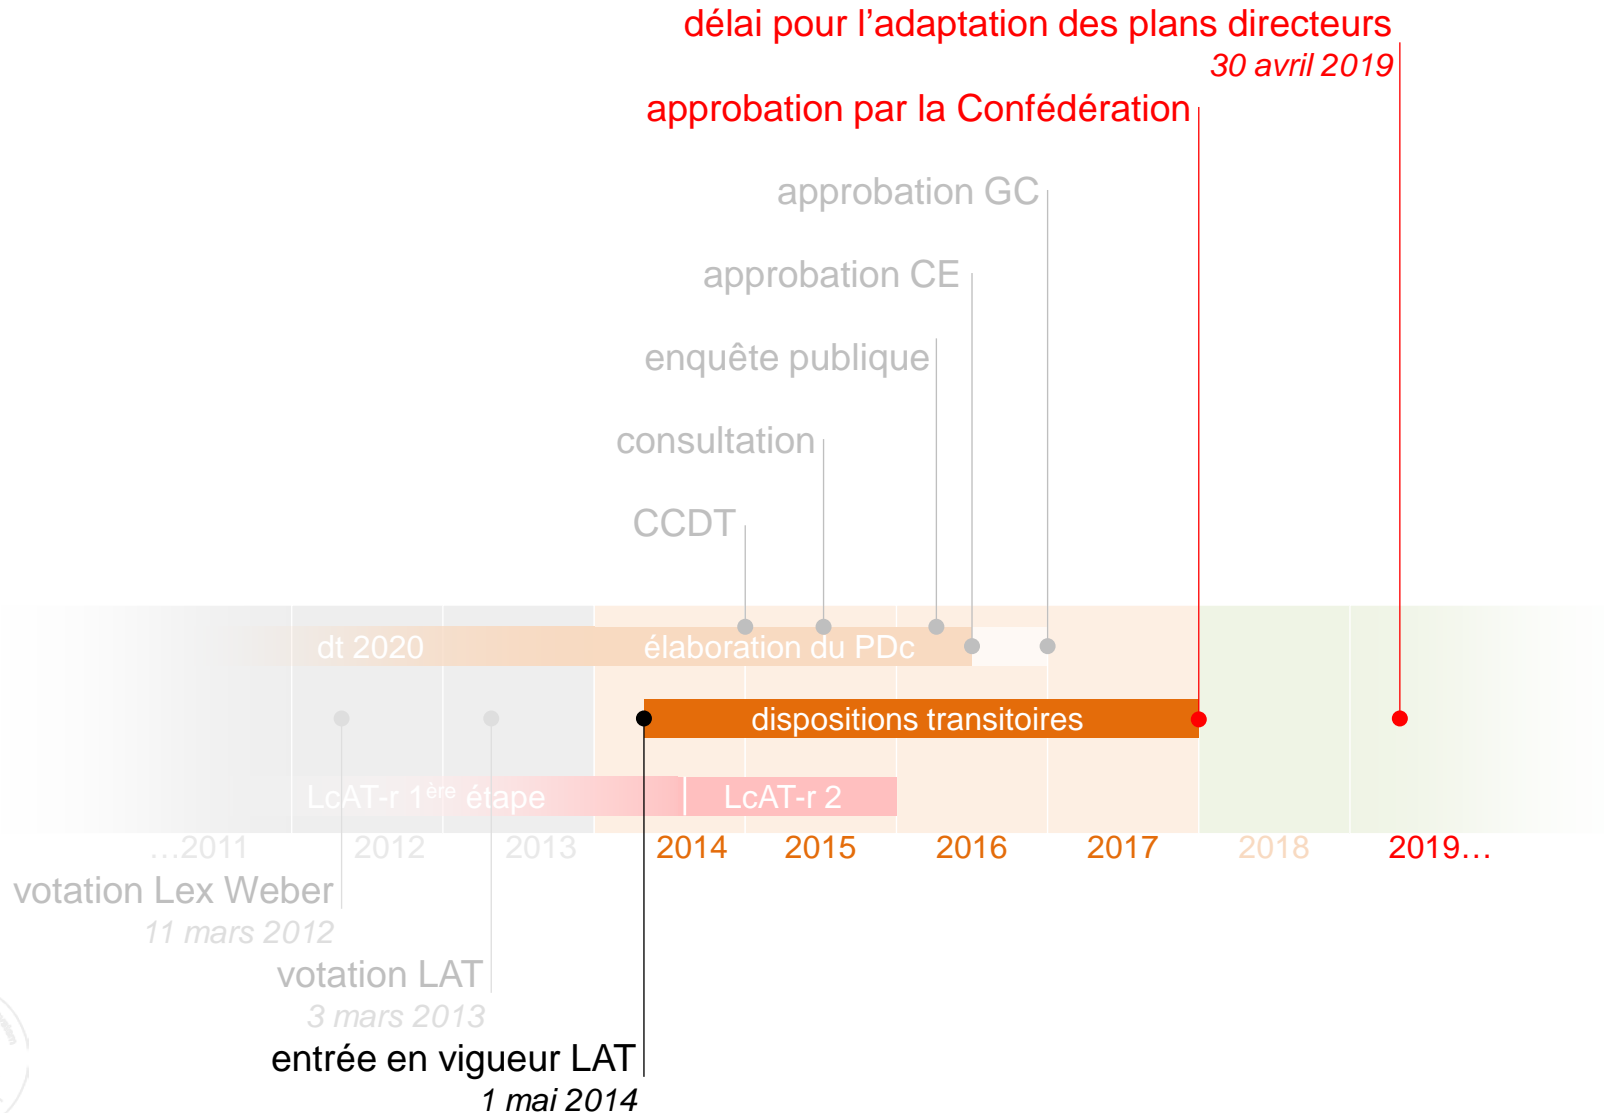 délai pour l’adaptation des plans directeurs
30 avril 2019
approbation par la Confédération
approbation GC
approbation CE
enquête publique
consultation
CCDT
dt 2020
élaboration du PDc
dispositions transitoires
LcAT-r 1ère étape
LcAT-r 2
…2011 2012 2013 2014 2015 2016 2017 2018 2019…
votation Lex Weber
11 mars 2012
votation LAT
3 mars 2013
entrée en vigueur LAT
1 mai 2014